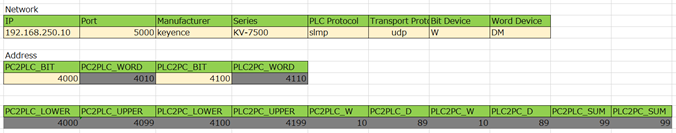 Network
IP Port Manufacturer Series PLC Protocol Transport Proto Bit Device Word Device
192.168.250.10 5000 keyence KV-7500 slmp udp W DM
Address
PC2PLC_BIT PC2PLC_WORD PLC2PC_BIT PLC2PC_WORD
4000 4010 4100 4110
PC2PLC_LOWER PC2PLC_UPPER PLC2PC_LOWER PLC2PC_UPPER PC2PLC_W PC2PLC_D PLC2PC_W PLC2PC_D PC2PLC_SUM PLC2PC_SUM
4000 4099 4100 4199 10 89 10 89 99 99